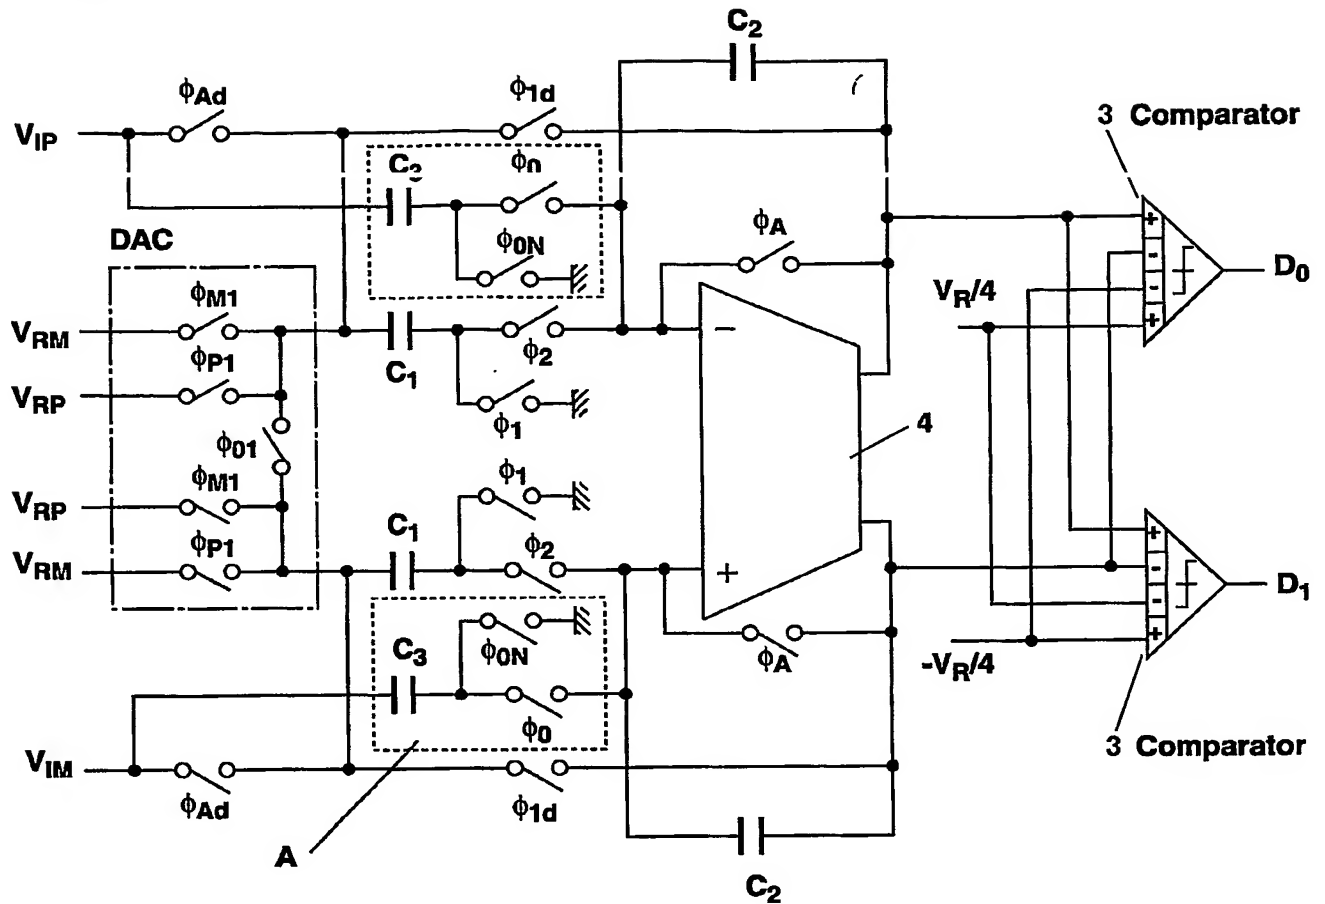 C2
ϕAd
ϕ1d
3 Comparator
VIP
C3
ϕ0
ϕ0N
DAC
ϕA
D0
VR/4
ϕM1
VRM
ϕP1
C1
ϕ2
VRP
ϕ1
ϕ01
4
ϕM1
VRP
ϕ1
C1
ϕP1
ϕ2
VRM
D1
C3
ϕ0N
ϕA
-VR/4
ϕ0
VIM
3 Comparator
ϕAd
ϕ1d
A
C2